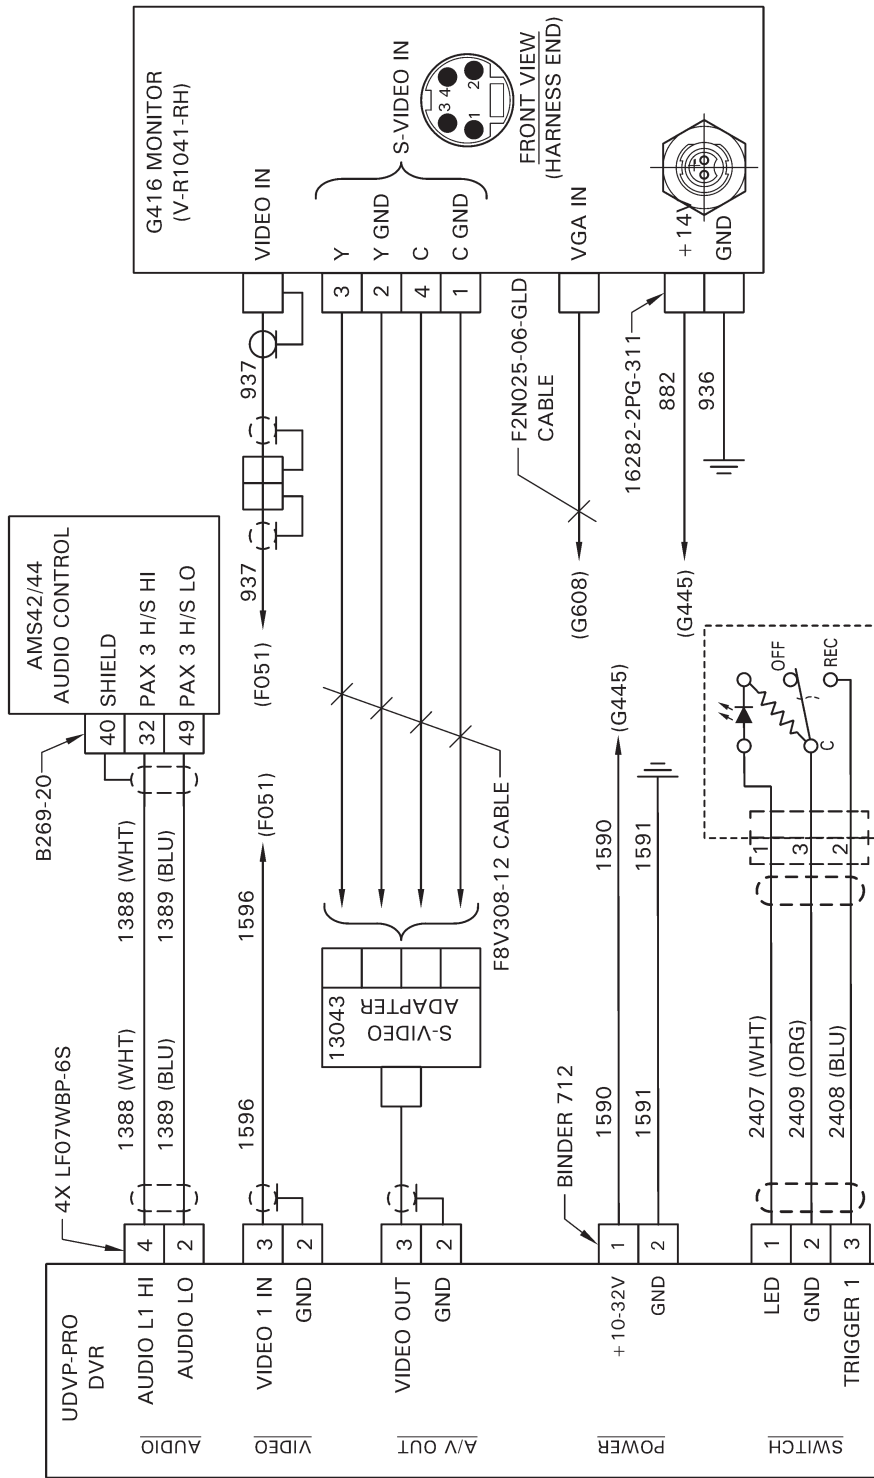 UDVP-PRO
DVR
AUDIO
AUDIO L1 HI
AUDIO LO
4
2
4X LF07WBP-6S
1388 (WHT)
1389 (BLU)
1388 (WHT)
1389 (BLU)
B269-20
40
32
49
AMS42/44
AUDIO CONTROL
SHIELD
PAX 3 H/S HI
PAX 3 H/S LO
VIDEO
VIDEO 1 IN
GND
3
2
1596
1596
(F051)
(F051)
937
937
VIDEO IN
G416 MONITOR
(V-R1041-RH)
A/V OUT
VIDEO OUT
GND
3
2
13043
S-VIDEO
ADAPTER
F8V308-12 CABLE
3
2
4
1
Y
Y GND
C
C GND
S-VIDEO IN
3
4
1
2
FRONT VIEW
(HARNESS END)
VGA IN
F2N025-06-GLD
CABLE
(G608)
POWER
+10-32V
GND
1
2
BINDER 712
1590
1591
1590
1591
(G445)
(G445)
882
936
16282-2PG-311
+14V
GND
+
SWITCH
LED
GND
TRIGGER 1
1
2
3
2407 (WHT)
2409 (ORG)
2408 (BLU)
1
3
2
C
OFF
REC